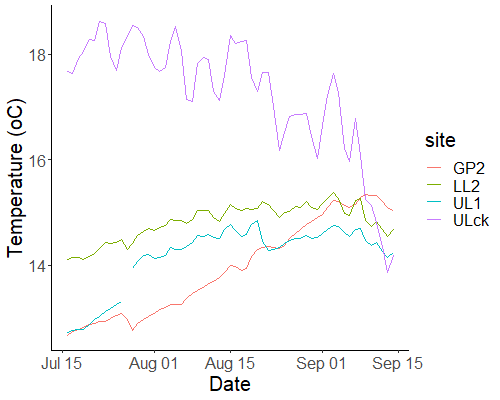 18
16
14
Temperature (oC)
Jul 15
Aug 01
Aug 15
Sep 01
Sep 15
Date
site
GP2
LL2
UL1
ULck